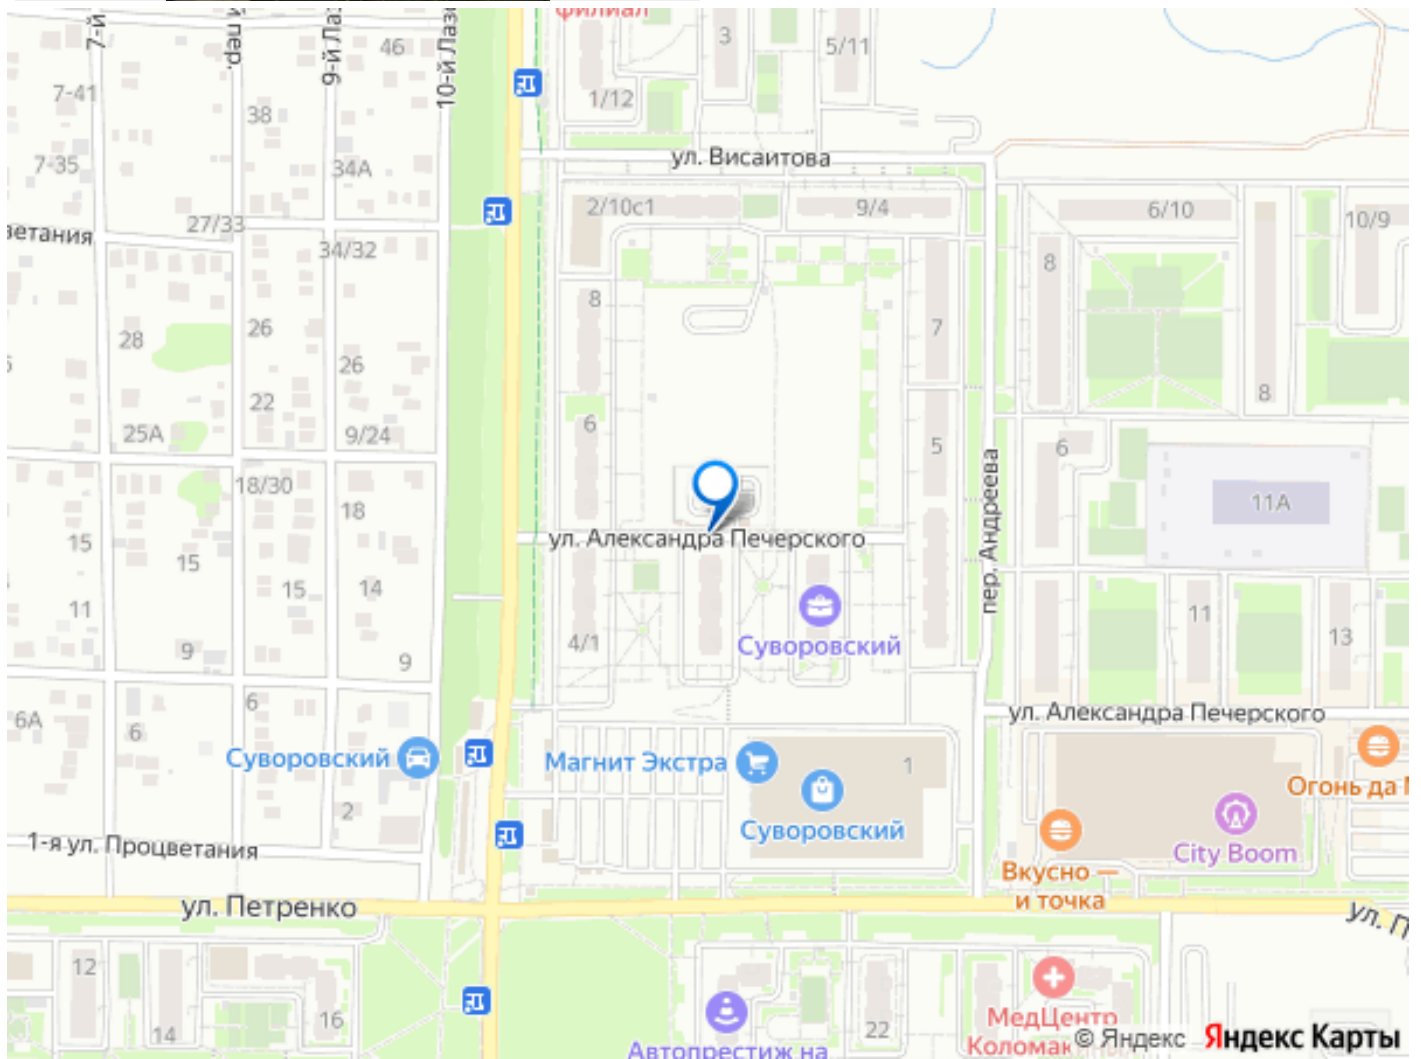 филиал
7-й
й пер.
9-й Лаз
10-й Лазо
46
3
5/11
7-41
38
1/12
7-35
34А
ул. Висаитова
27/33
2/10с1
9/4
6/10
10/9
ветания
34/32
8
8
7
28
26
26
22
8
25А
9/24
6
5
6
пер. Андреева
18/30
18
11А
ул. Александра Печерского
15
15
15
14
11
11
13
9
9
4/1
Суворовский
6А
6
6
ул. Александра Печерского
Суворовский
Магнит Экстра
1
Огонь да
2
Суворовский
City Boom
1-я ул. Процветания
Вкусно —
и точка
ул. Петренко
ул. П
12
14
16
22
МедЦентр
Колома
Автопрестиж на
© Яндекс Яндекс Карты